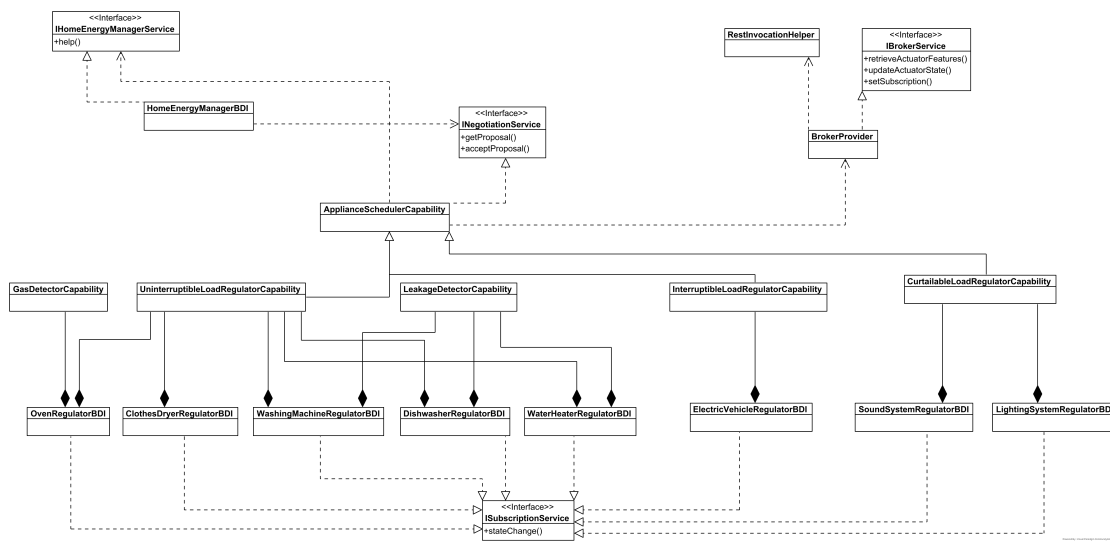 <<Interface>>
IHomeEnergyManagerService
+help()
RestInvocationHelper
<<Interface>>
IBrokerService
+retrieveActuatorFeatures()
+updateActuatorState()
+setSubscription()
HomeEnergyManagerBDI
<<Interface>>
INegotiationService
+getProposal()
+acceptProposal()
BrokerProvider
ApplianceSchedulerCapability
GasDetectorCapability
UninterruptibleLoadRegulatorCapability
LeakageDetectorCapability
InterruptibleLoadRegulatorCapability
CurtailableLoadRegulatorCapability
OvenRegulatorBDI
ClothesDryerRegulatorBDI
WashingMachineRegulatorBDI
DishwasherRegulatorBDI
WaterHeaterRegulatorBDI
ElectricVehicleRegulatorBDI
SoundSystemRegulatorBDI
LightingSystemRegulatorBD
<<Interface>>
ISubscriptionService
+stateChange()